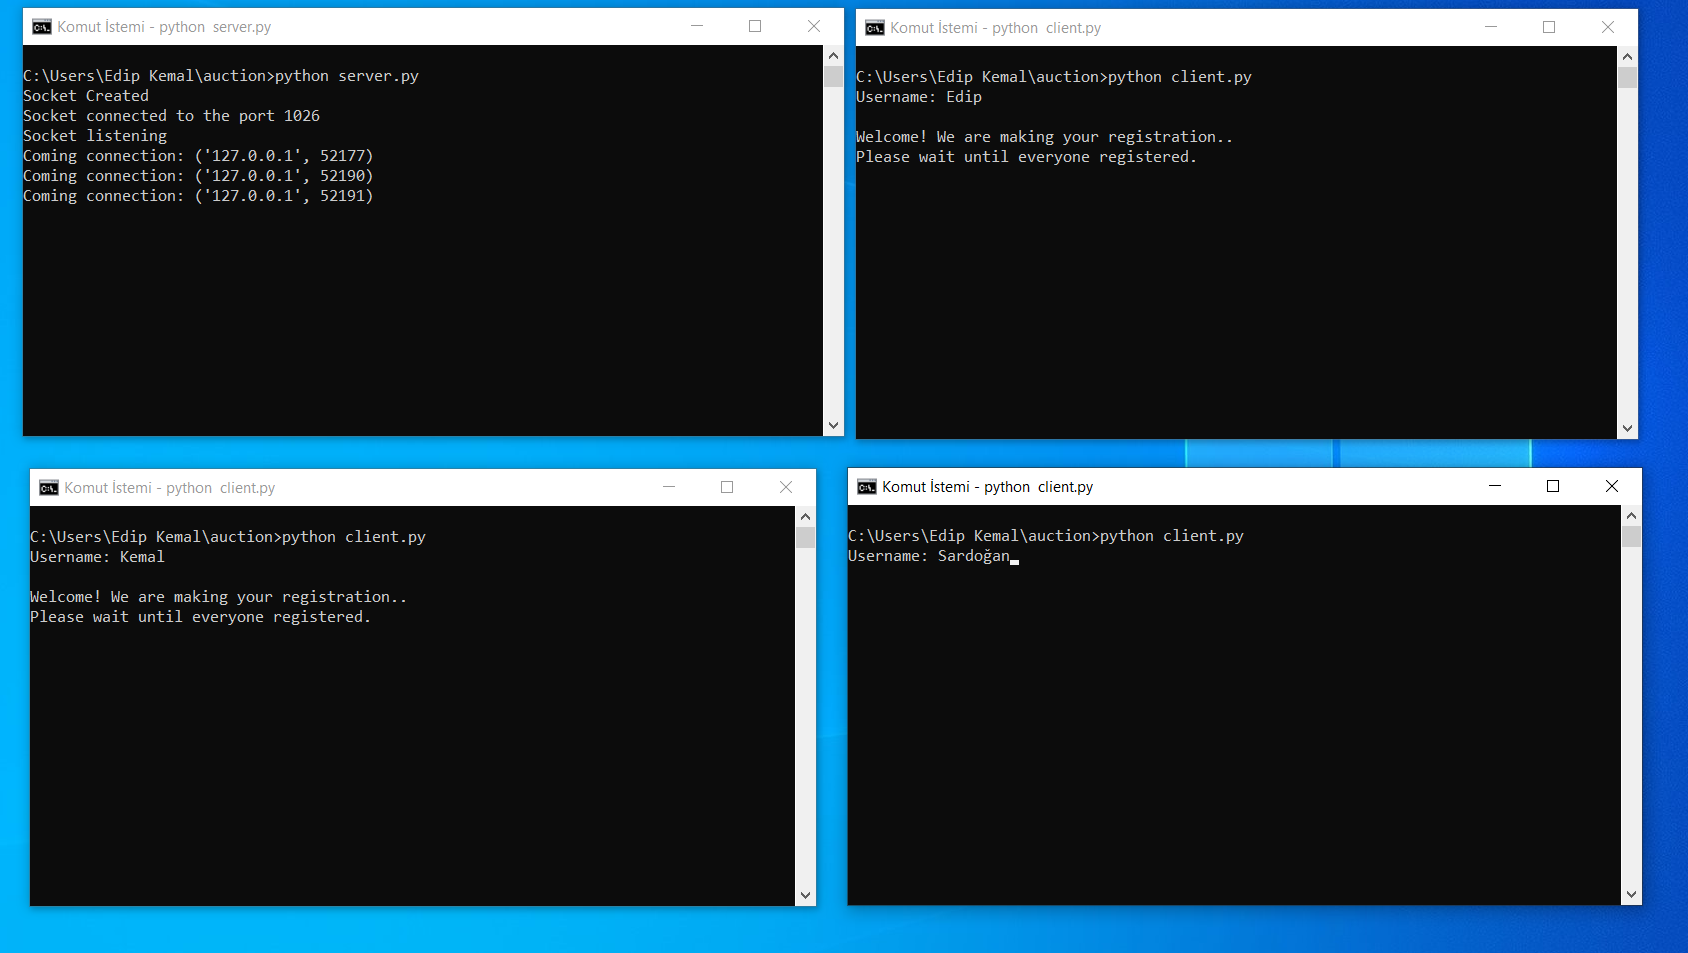 Komut İstemi - python  server.py
C:\Users\Edip Kemal\auction>python server.py
Socket Created
Socket connected to the port 1026
Socket listening
Coming connection: ('127.0.0.1', 52177)
Coming connection: ('127.0.0.1', 52190)
Coming connection: ('127.0.0.1', 52191)
Komut İstemi - python  client.py
C:\Users\Edip Kemal\auction>python client.py
Username: Edip
Welcome! We are making your registration..
Please wait until everyone registered.
Komut İstemi - python  client.py
C:\Users\Edip Kemal\auction>python client.py
Username: Kemal
Welcome! We are making your registration..
Please wait until everyone registered.
Komut İstemi - python  client.py
C:\Users\Edip Kemal\auction>python client.py
Username: Sardoğan